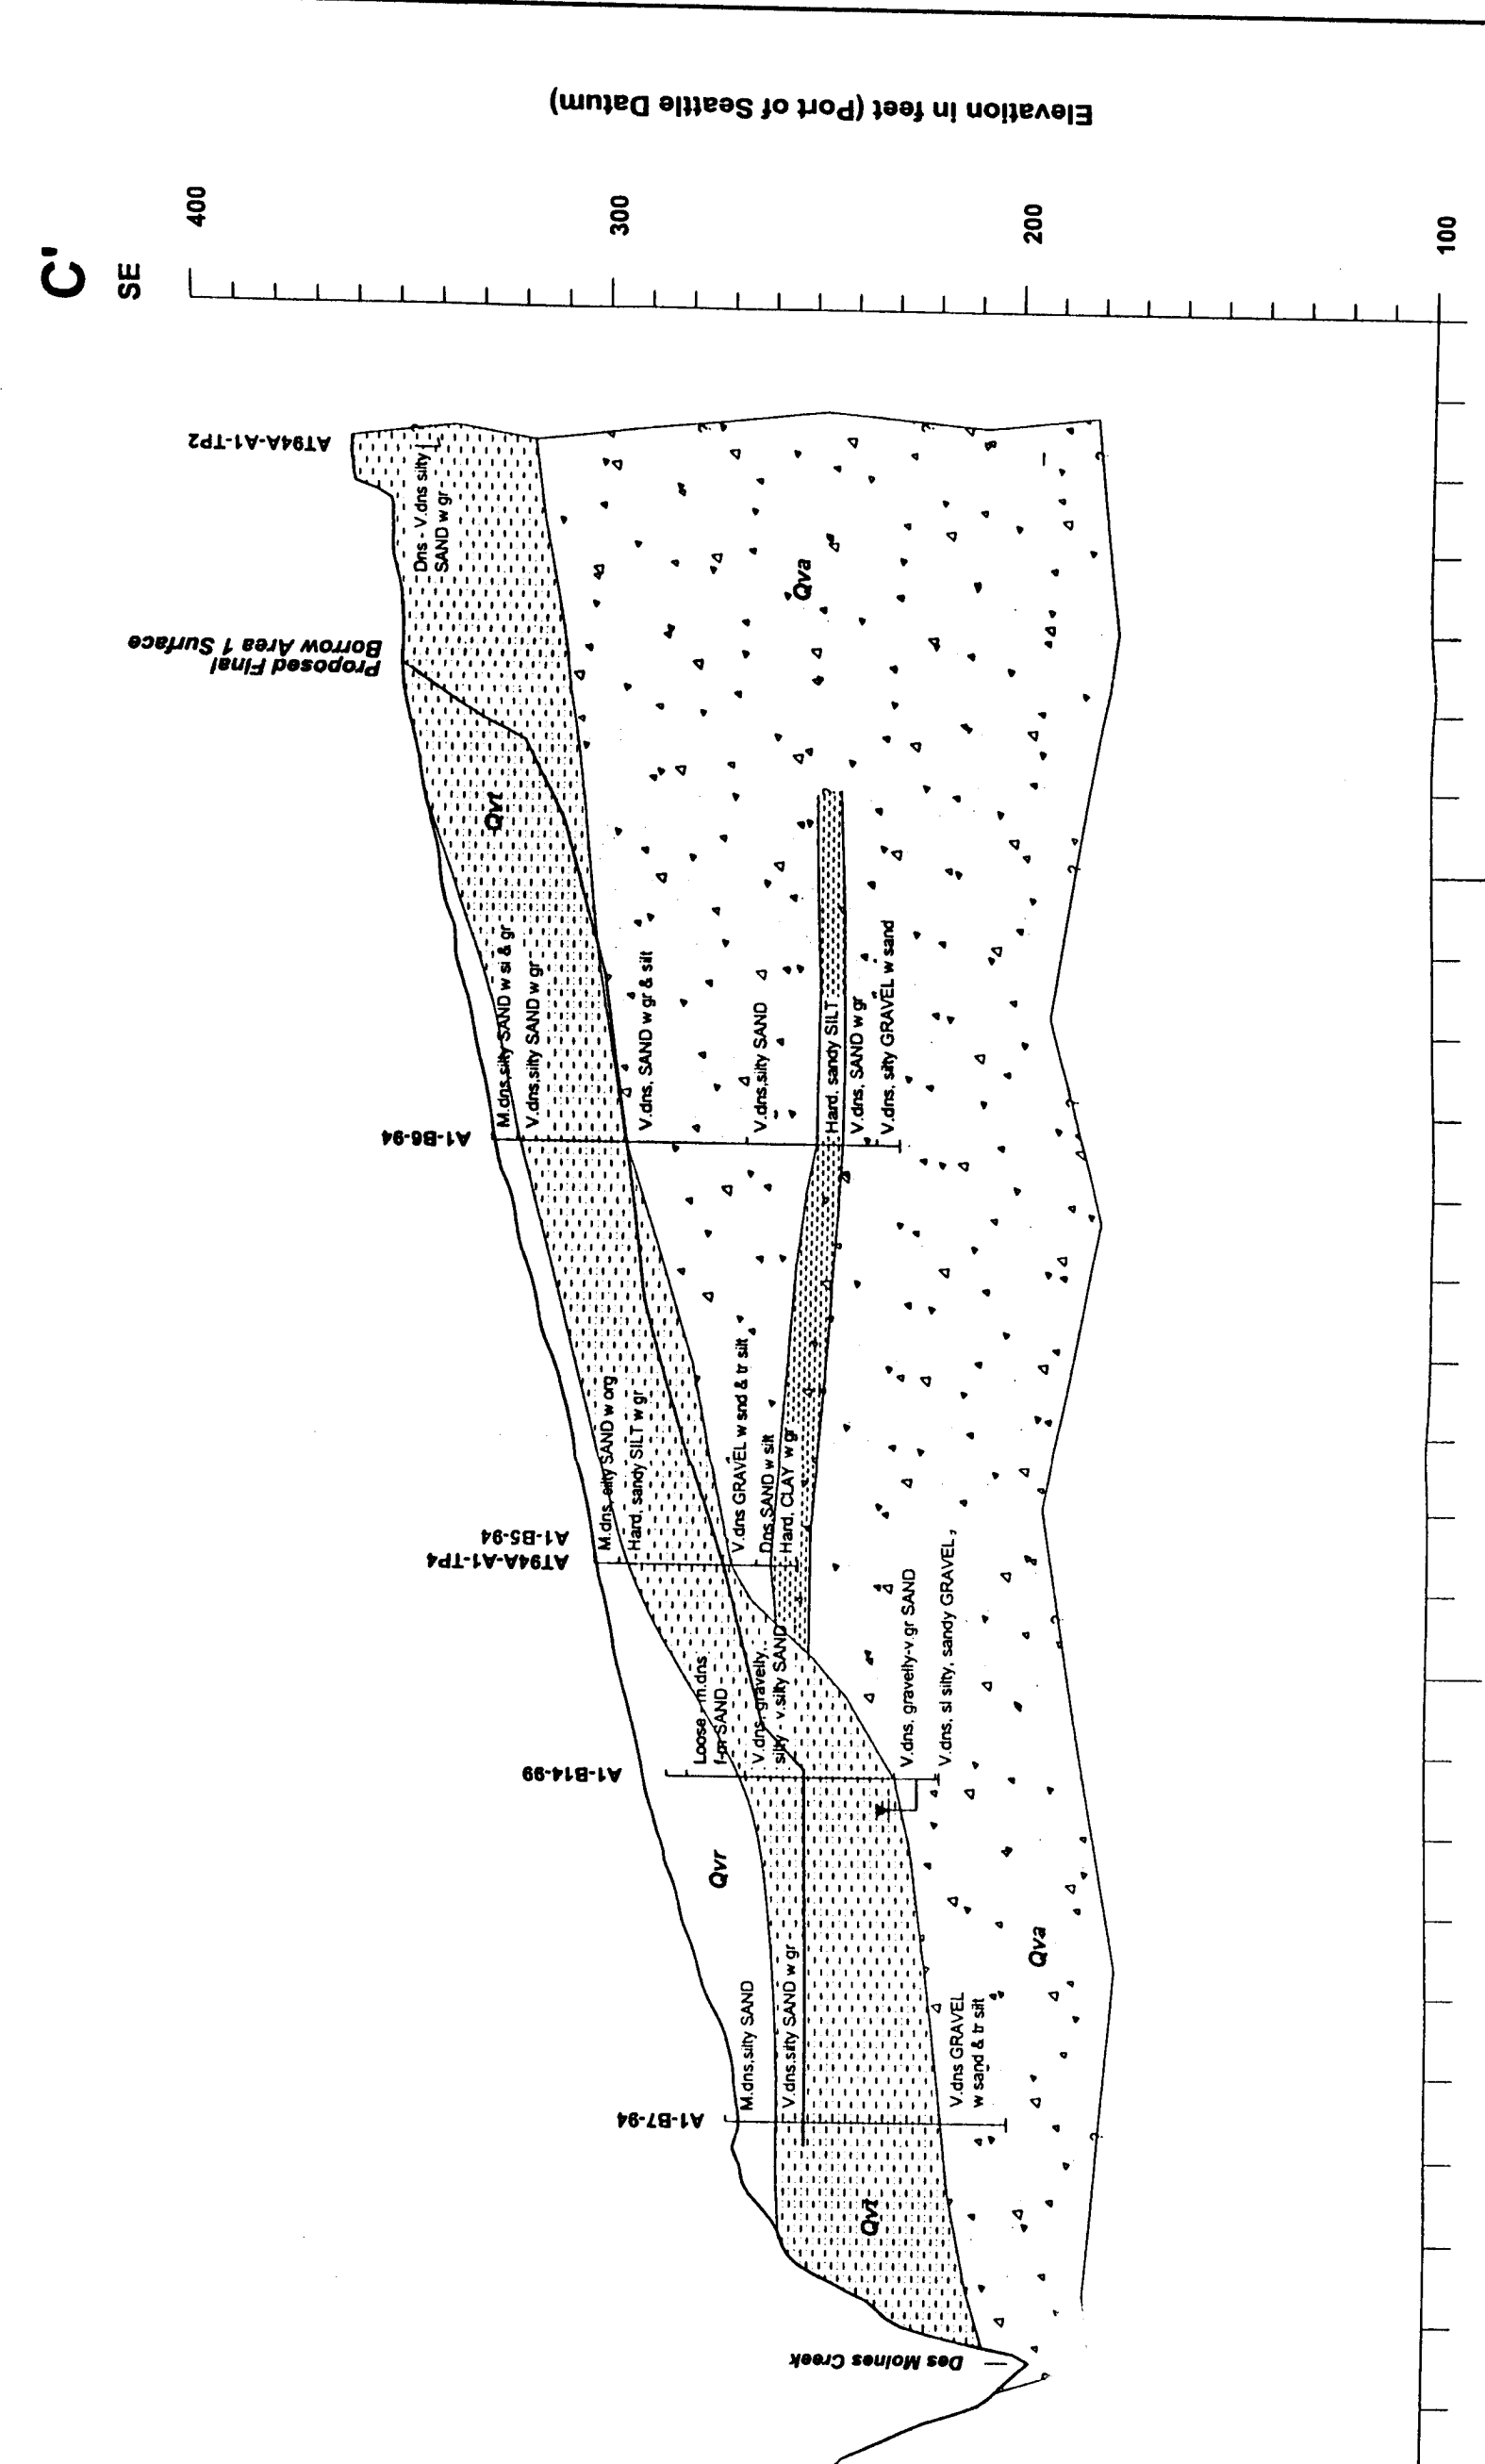 C'
SE
Elevation in feet (Port of Seattle Datum)
400
300
200
100
AT94A-A1-TP2
Dns - V.dns silty
SAND w gr
Proposed Final
Borrow Area 1 Surface
Qvt
Qva
A1-B6-94
M.dns,silty SAND w si & gr
V.dns,silty SAND w gr
V.dns, SAND w gr & silt
V.dns,silty SAND
Hard, sandy SILT
V.dns, SAND w gr
V.dns, silty GRAVEL w sand
A1-B5-94
AT94A-A1-TP4
M.dns, silty SAND w org
Hard, sandy SILT w gr
V.dns GRAVEL w snd & tr silt
Dns,SAND w silt
Hard, CLAY w gr
A1-B14-99
Loose - m.dns
f-m SAND
V.dns, gravelly,
silty - v.silty SAND
V.dns, gravelly-v.gr SAND
V.dns, sl silty, sandy GRAVEL,
Qvr
Qva
A1-B7-94
M.dns,silty SAND
V.dns.silty SAND w gr
V.dns GRAVEL
w sand & tr silt
Qvt
Des Moines Creek
?
?
?
?
?
?
?
?
?